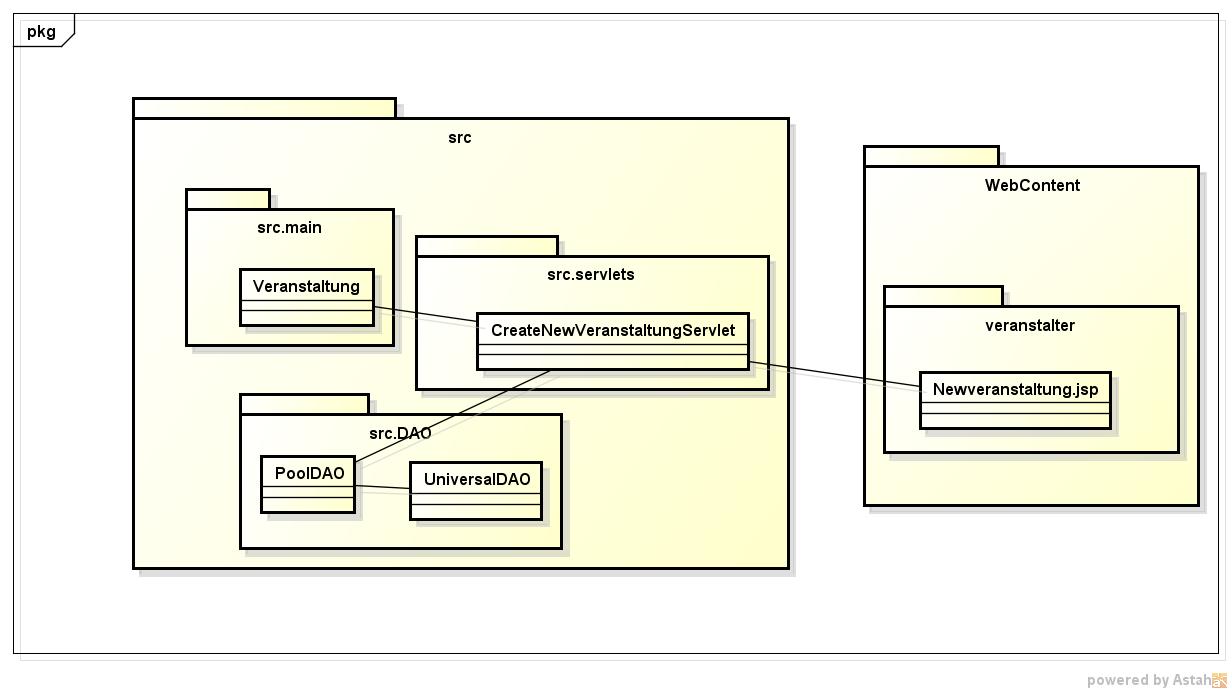 pkg
src
src.main
Veranstaltung
src.servlets
CreateNewVeranstaltungServlet
src.DAO
PoolDAO
UniversalDAO
WebContent
veranstalter
Newveranstaltung.jsp
powered by Astah